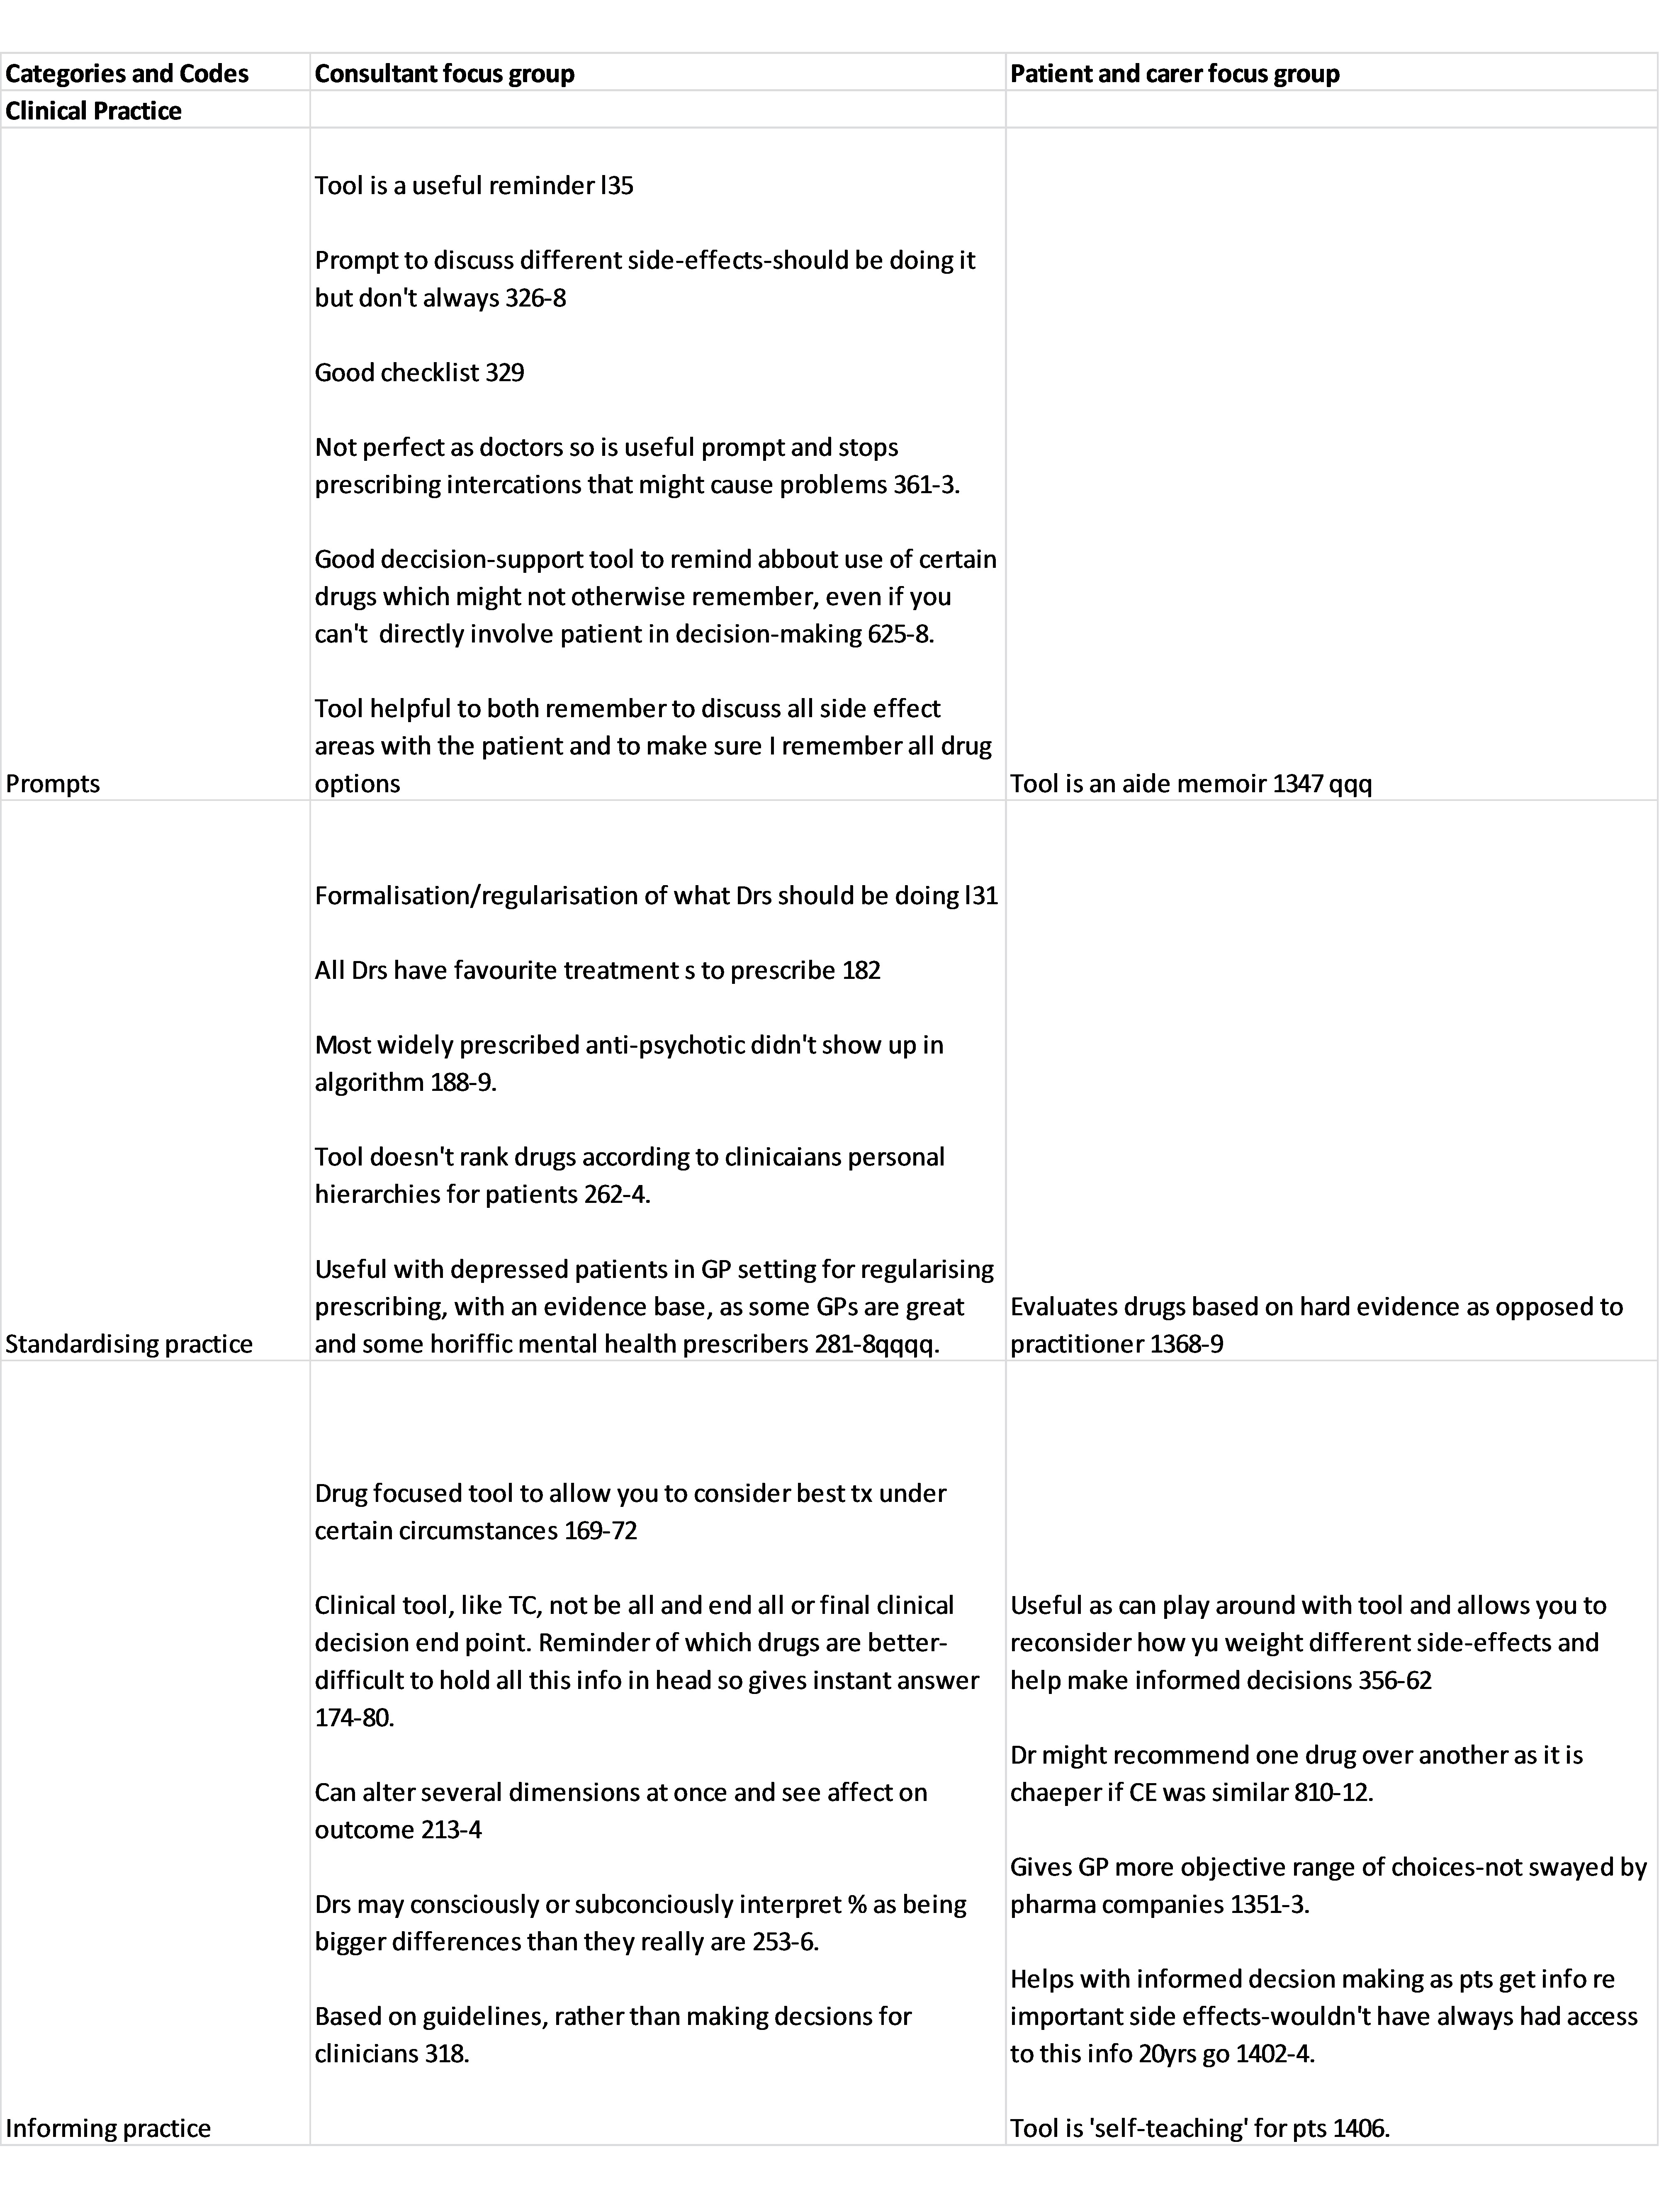 Categories and Codes
Consultant focus group
Patient and carer focus group
Clinical Practice
Prompts
Tool is a useful reminder l35
Prompt to discuss different side-effects-should be doing it
but don't always 326-8
Good checklist 329
Not perfect as doctors so is useful prompt and stops
prescribing intercations that might cause problems 361-3.
Good deccision-support tool to remind abbout use of certain
drugs which might not otherwise remember, even if you
can't  directly involve patient in decision-making 625-8.
Tool helpful to both remember to discuss all side effect
areas with the patient and to make sure I remember all drug
options
Tool is an aide memoir 1347 qqq
Standardising practice
Formalisation/regularisation of what Drs should be doing l31
All Drs have favourite treatment s to prescribe 182
Most widely prescribed anti-psychotic didn't show up in
algorithm 188-9.
Tool doesn't rank drugs according to clinicaians personal
hierarchies for patients 262-4.
Useful with depressed patients in GP setting for regularising
prescribing, with an evidence base, as some GPs are great
and some horiffic mental health prescribers 281-8qqqq.
Evaluates drugs based on hard evidence as opposed to
practitioner 1368-9
Informing practice
Drug focused tool to allow you to consider best tx under
certain circumstances 169-72
Clinical tool, like TC, not be all and end all or final clinical
decision end point. Reminder of which drugs are better-
difficult to hold all this info in head so gives instant answer
174-80.
Can alter several dimensions at once and see affect on
outcome 213-4
Drs may consciously or subconciously interpret % as being
bigger differences than they really are 253-6.
Based on guidelines, rather than making decsions for
clinicians 318.
Useful as can play around with tool and allows you to
reconsider how yu weight different side-effects and
help make informed decisions 356-62
Dr might recommend one drug over another as it is
chaeper if CE was similar 810-12.
Gives GP more objective range of choices-not swayed by
pharma companies 1351-3.
Helps with informed decsion making as pts get info re
important side effects-wouldn't have always had access
to this info 20yrs go 1402-4.
Tool is 'self-teaching' for pts 1406.